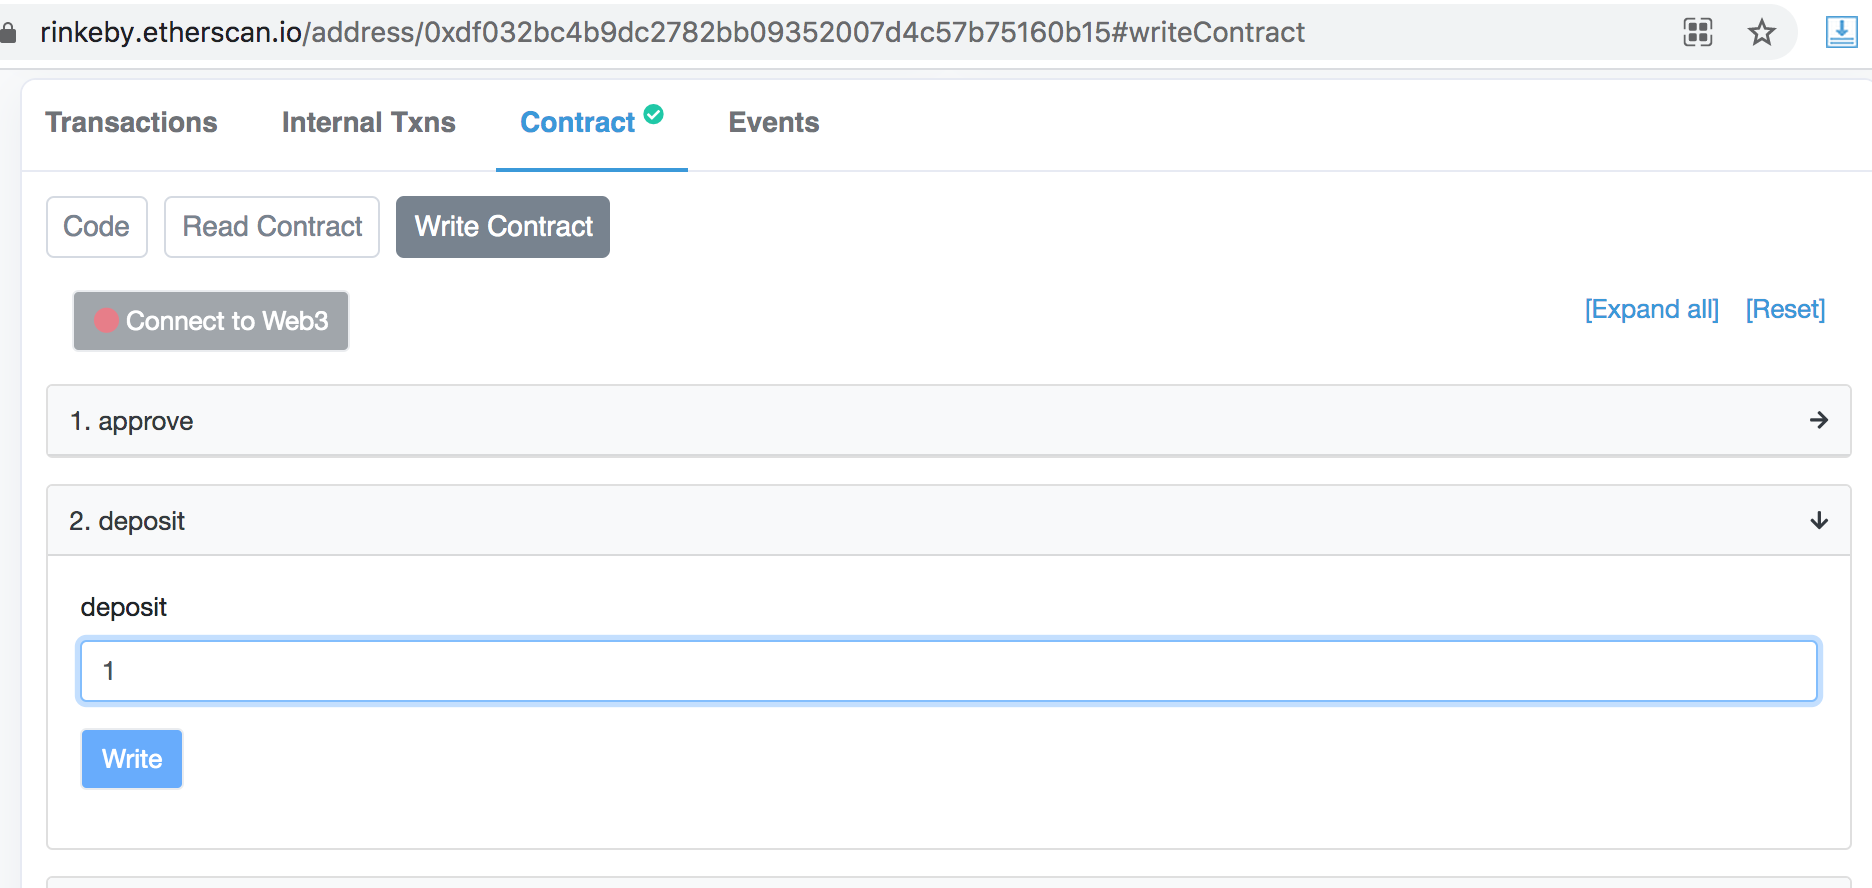 rinkeby.etherscan.io/address/0xdf032bc4b9dc2782bb09352007d4c57b75160b15#writeContract
Transactions Internal Txns Contract Events
Code Read Contract Write Contract
Connect to Web3 [Expand all] [Reset]
1. approve
2. deposit
deposit
1
Write